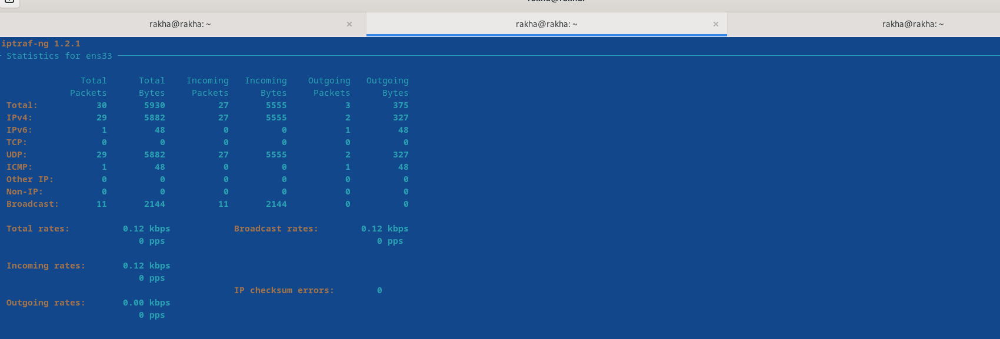 rakha@rakha:
rakha@rakha: ~ × rakha@rakha: ~ × rakha@rakha: ~
iptraf-ng 1.2.1
Statistics for ens33
Total Total Incoming Incoming Outgoing Outgoing
Packets Bytes Packets Bytes Packets Bytes
Total: 30 5930 27 5555 3 375
IPv4: 29 5882 27 5555 2 327
IPv6: 1 48 0 0 1 48
TCP: 0 0 0 0 0 0
UDP: 29 5882 27 5555 2 327
ICMP: 1 48 0 0 1 48
Other IP: 0 0 0 0 0 0
Non-IP: 0 0 0 0 0 0
Broadcast: 11 2144 11 2144 0 0
Total rates: 0.12 kbps Broadcast rates: 0.12 kbps
0 pps 0 pps
Incoming rates: 0.12 kbps
0 pps
IP checksum errors: 0
Outgoing rates: 0.00 kbps
0 pps